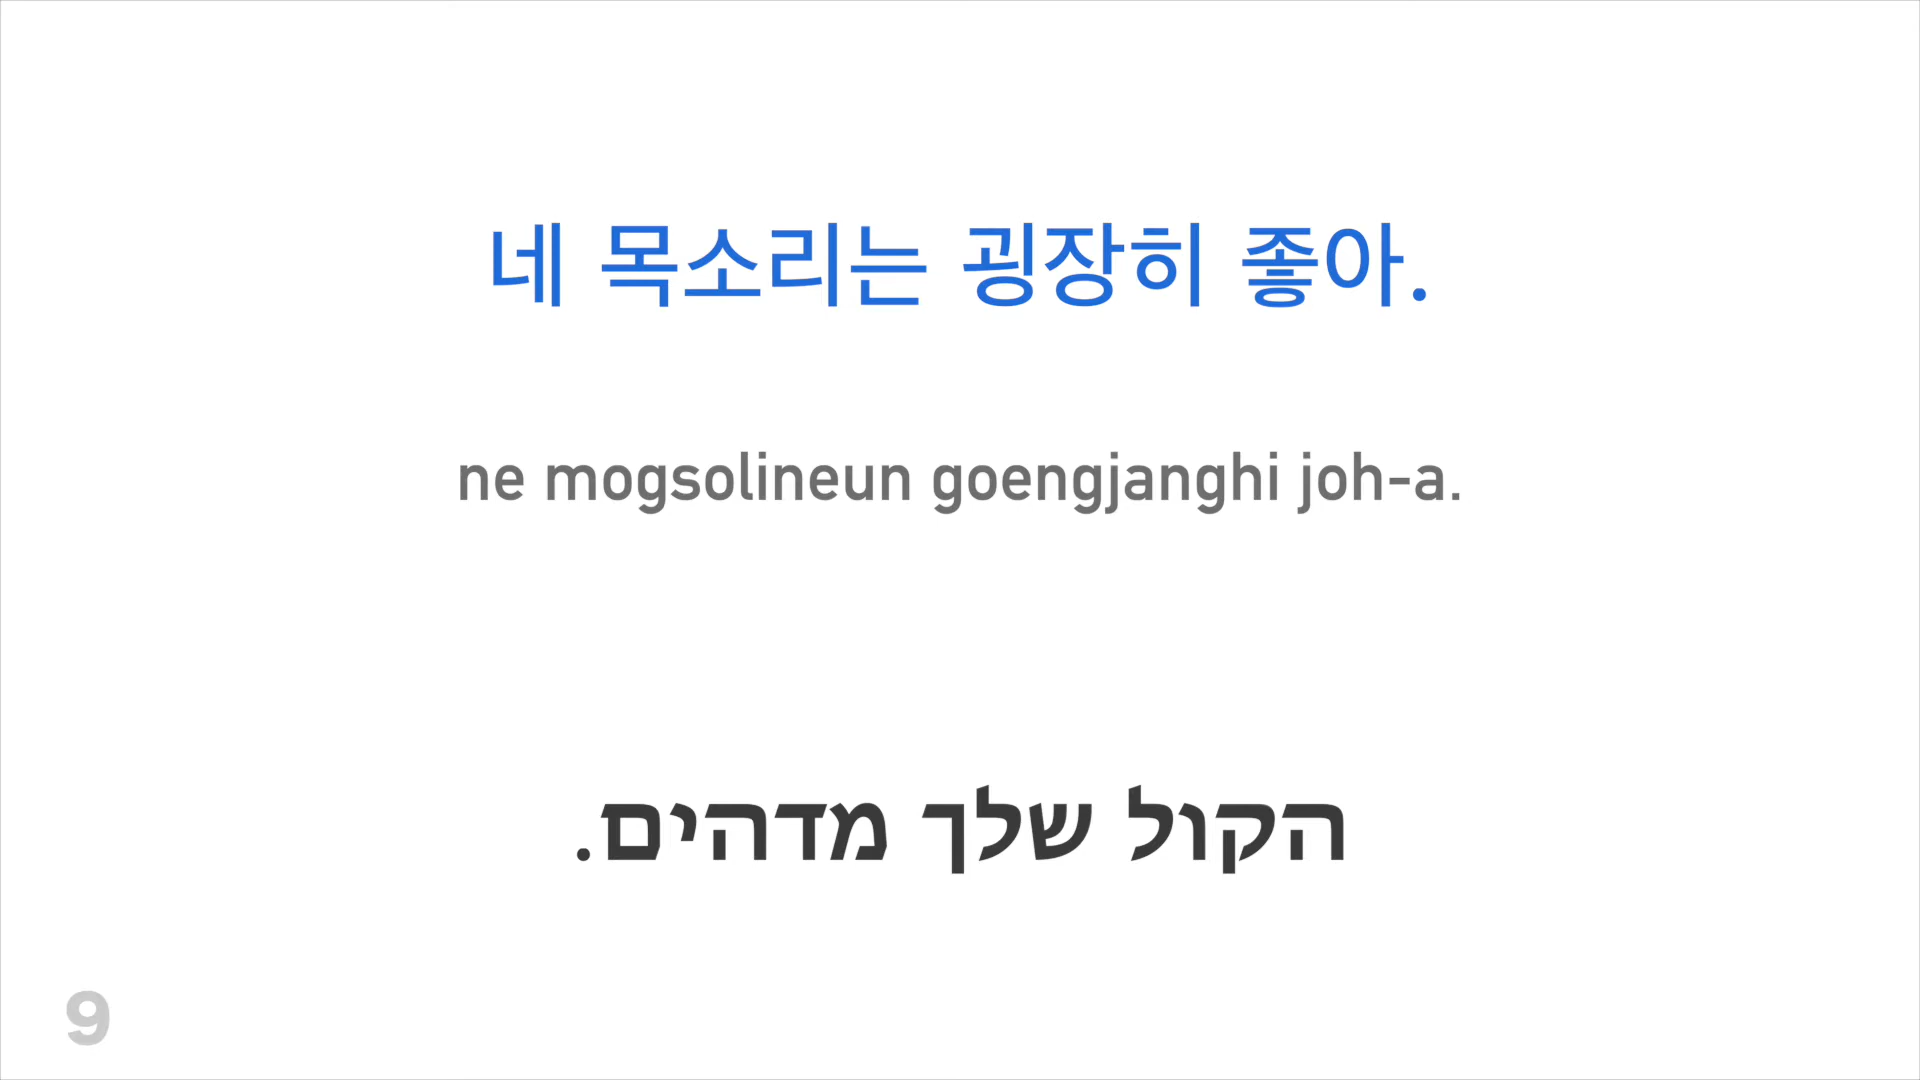 네 목소리는 굉장히 좋아.
ne mogsolineun goengjanghi joh-a.
הקול שלך מדהים.
9